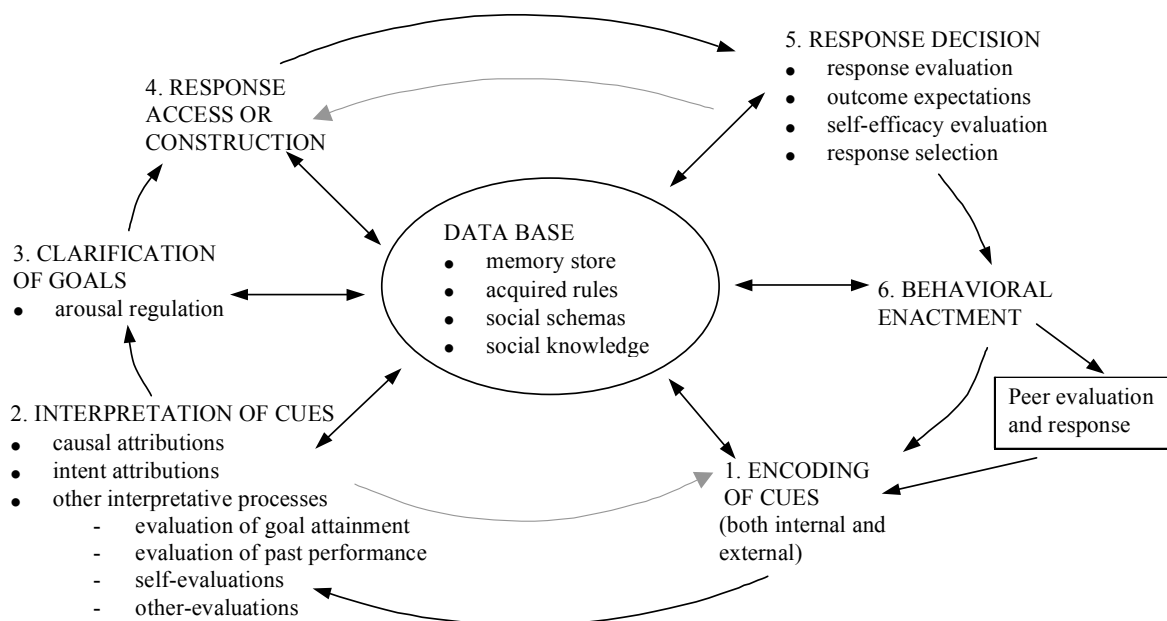 5. RESPONSE DECISION
● response evaluation
● outcome expectations
● self-efficacy evaluation
● response selection
4. RESPONSE
ACCESS OR
CONSTRUCTION
DATA BASE
● memory store
● acquired rules
● social schemas
● social knowledge
3. CLARIFICATION
OF GOALS
● arousal regulation
6. BEHAVIORAL
ENACTMENT
Peer evaluation
and response
2. INTERPRETATION OF CUES
● causal attributions
● intent attributions
● other interpretative processes
- evaluation of goal attainment
- evaluation of past performance
- self-evaluations
- other-evaluations
1. ENCODING
OF CUES
(both internal and
external)